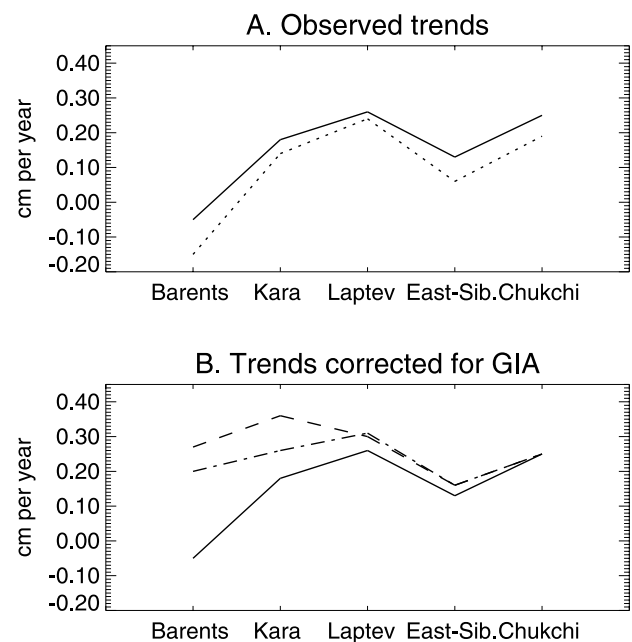 A. Observed trends
0.40
0.30
0.20
0.10
0.00
-0.10
-0.20
cm per year
Barents Kara Laptev East-Sib. Chukchi
B. Trends corrected for GIA
0.40
0.30
0.20
0.10
0.00
-0.10
-0.20
cm per year
Barents Kara Laptev East-Sib. Chukchi